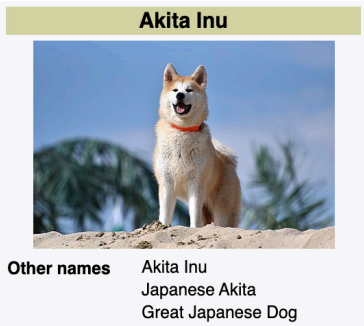 Akita Inu
Other names
Akita Inu
Japanese Akita
Great Japanese Dog